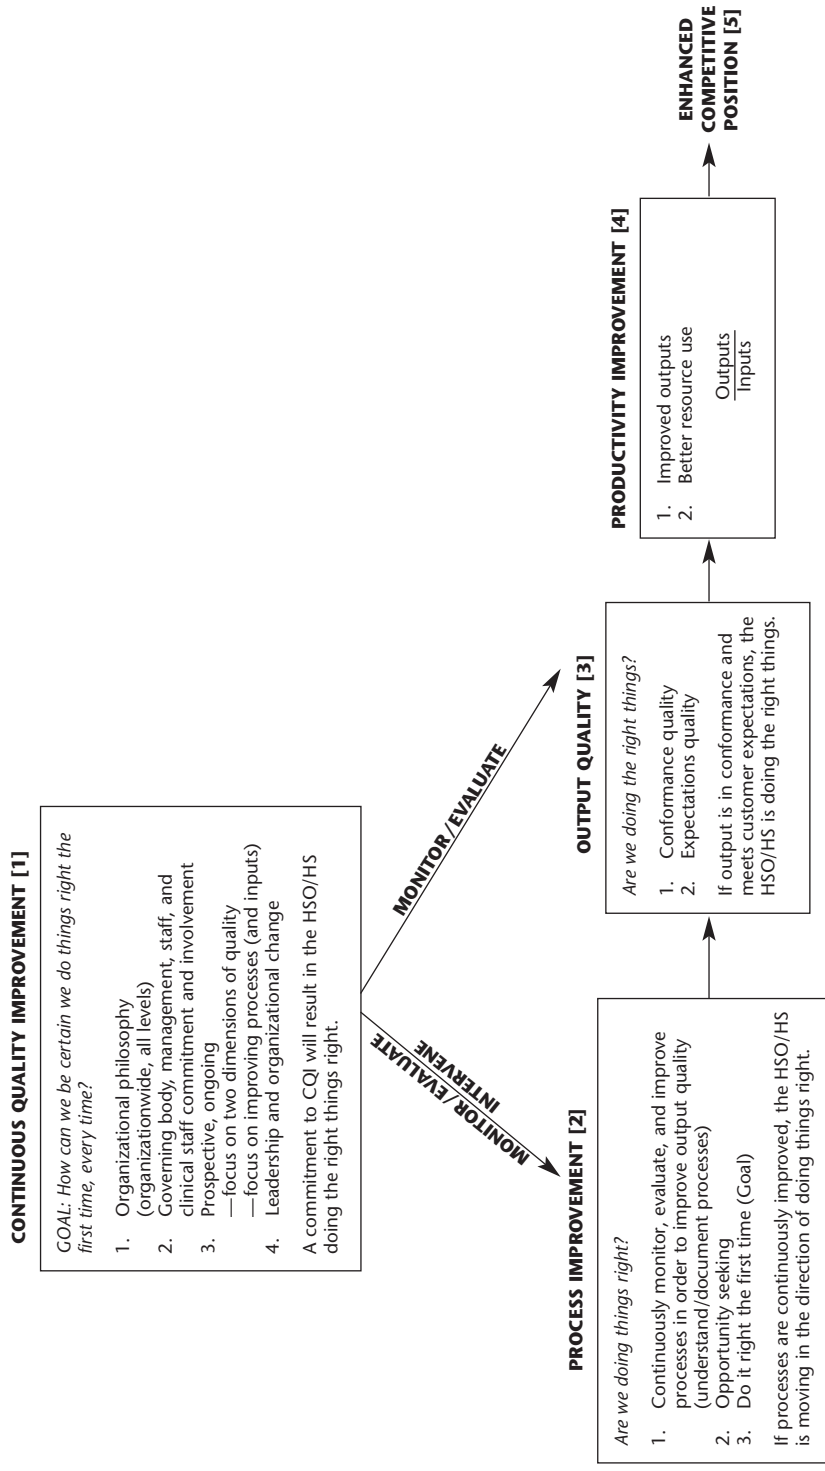 CONTINUOUS QUALITY IMPROVEMENT [1]
GOAL: How can we be certain we do things right the
first time, every time?
1. Organizational philosophy
(organizationwide, all levels)
2. Governing body, management, staff, and
clinical staff commitment and involvement
3. Prospective, ongoing
—focus on two dimensions of quality
—focus on improving processes (and inputs)
4. Leadership and organizational change
A commitment to CQI will result in the HSO/HS
doing the right things right.
MONITOR/EVALUATE
INTERVENE
MONITOR/EVALUATE
PROCESS IMPROVEMENT [2]
Are we doing things right?
1. Continuously monitor, evaluate, and improve
processes in order to improve output quality
(understand/document processes)
2. Opportunity seeking
3. Do it right the first time (Goal)
If processes are continuously improved, the HSO/HS
is moving in the direction of doing things right.
OUTPUT QUALITY [3]
Are we doing the right things?
1. Conformance quality
2. Expectations quality
If output is in conformance and
meets customer expectations, the
HSO/HS is doing the right things.
PRODUCTIVITY IMPROVEMENT [4]
1. Improved outputs
2. Better resource use
Outputs
Inputs
ENHANCED
COMPETITIVE
POSITION [5]